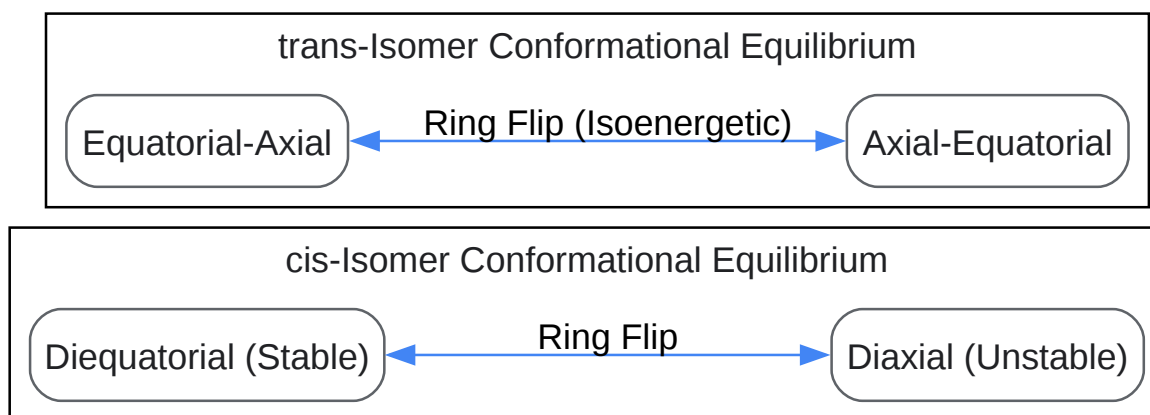 trans-Isomer Conformational Equilibrium
Equatorial-Axial
Ring Flip (Isoenergetic)
Axial-Equatorial
cis-Isomer Conformational Equilibrium
Diequatorial (Stable)
Ring Flip
Diaxial (Unstable)